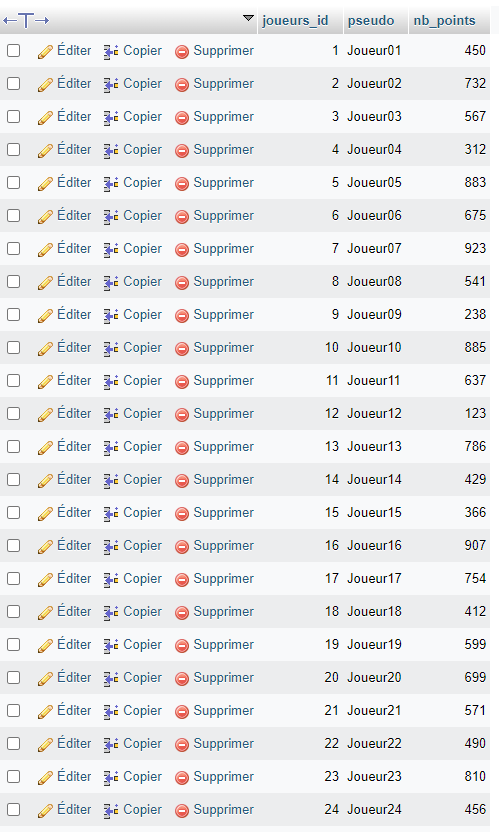 joueurs_id pseudo nb_points
Éditer Copier Supprimer 1 Joueur01 450
Éditer Copier Supprimer 2 Joueur02 732
Éditer Copier Supprimer 3 Joueur03 567
Éditer Copier Supprimer 4 Joueur04 312
Éditer Copier Supprimer 5 Joueur05 883
Éditer Copier Supprimer 6 Joueur06 675
Éditer Copier Supprimer 7 Joueur07 923
Éditer Copier Supprimer 8 Joueur08 541
Éditer Copier Supprimer 9 Joueur09 238
Éditer Copier Supprimer 10 Joueur10 885
Éditer Copier Supprimer 11 Joueur11 637
Éditer Copier Supprimer 12 Joueur12 123
Éditer Copier Supprimer 13 Joueur13 786
Éditer Copier Supprimer 14 Joueur14 429
Éditer Copier Supprimer 15 Joueur15 366
Éditer Copier Supprimer 16 Joueur16 907
Éditer Copier Supprimer 17 Joueur17 754
Éditer Copier Supprimer 18 Joueur18 412
Éditer Copier Supprimer 19 Joueur19 599
Éditer Copier Supprimer 20 Joueur20 699
Éditer Copier Supprimer 21 Joueur21 571
Éditer Copier Supprimer 22 Joueur22 490
Éditer Copier Supprimer 23 Joueur23 810
Éditer Copier Supprimer 24 Joueur24 456